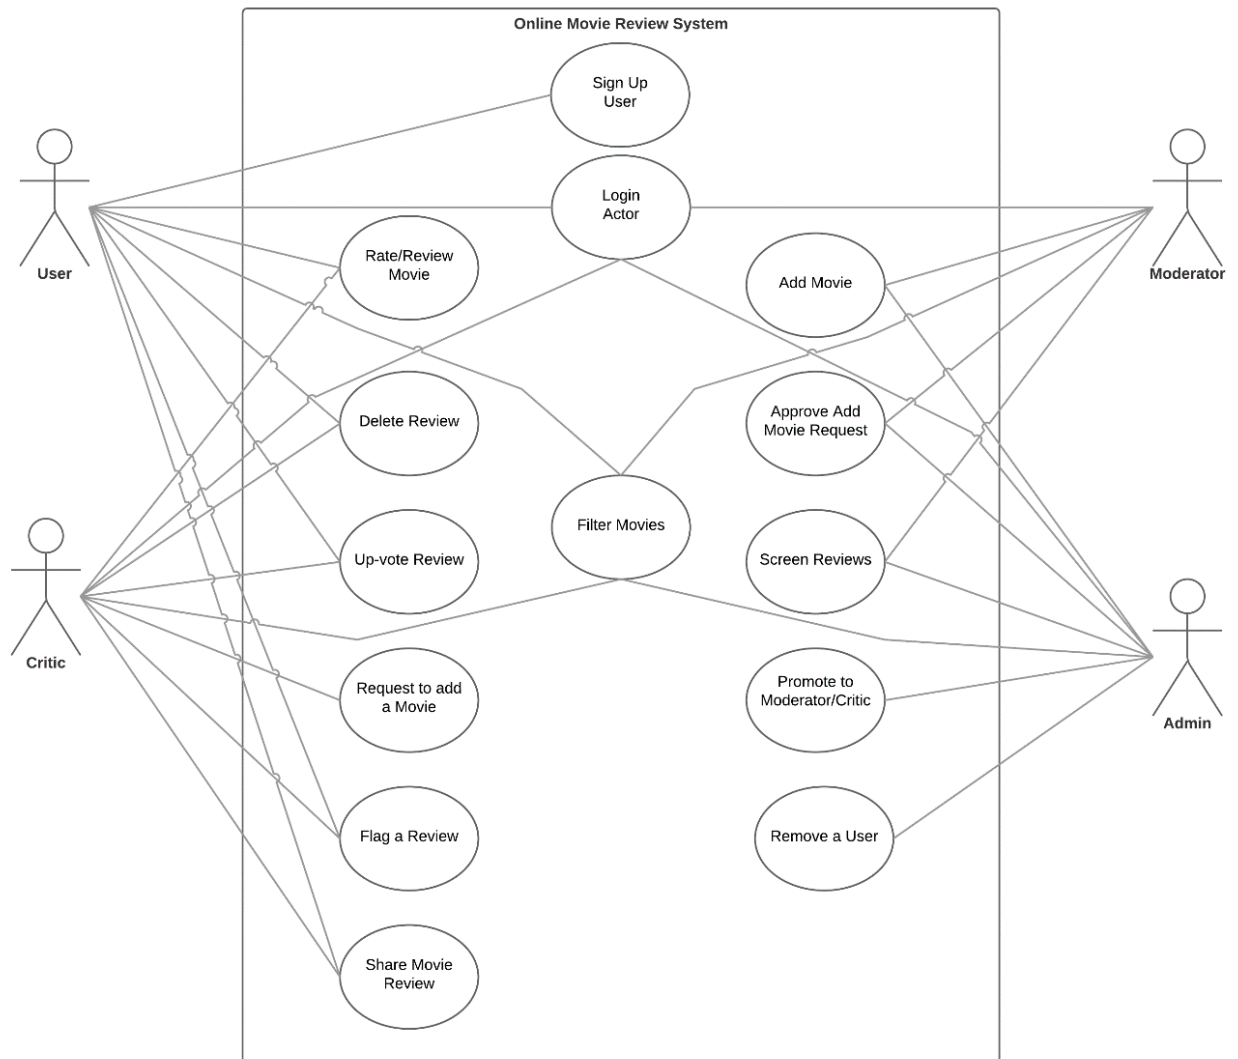 Online Movie Review System
Sign Up
User
Login
Actor
User
Moderator
Rate/Review
Movie
Add Movie
Delete Review
Approve Add
Movie Request
Filter Movies
Up-vote Review
Screen Reviews
Critic
Admin
Request to add
a Movie
Promote to
Moderator/Critic
Flag a Review
Remove a User
Share Movie
Review